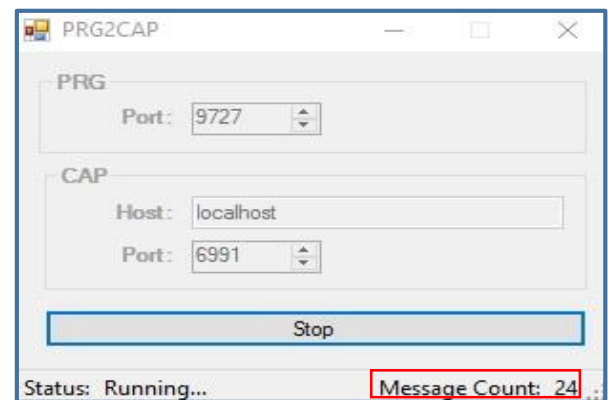 PRG2CAP
PRG
Port: 9727
CAP
Host: localhost
Port: 6991
Stop
Status: Running... Message Count: 24